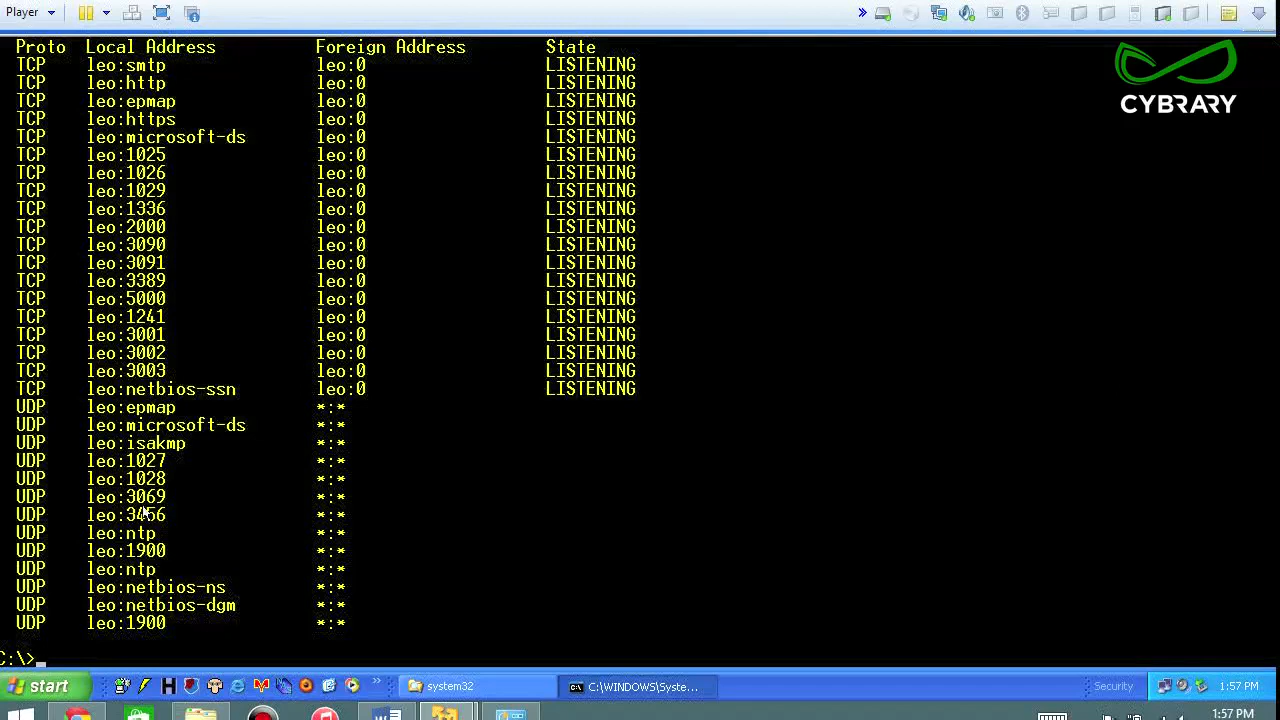 Player
Proto Local Address Foreign Address State
TCP leo:smtp leo:0 LISTENING
TCP leo:http leo:0 LISTENING
TCP leo:epmap leo:0 LISTENING
TCP leo:https leo:0 LISTENING
TCP leo:microsoft-ds leo:0 LISTENING
TCP leo:1025 leo:0 LISTENING
TCP leo:1026 leo:0 LISTENING
TCP leo:1029 leo:0 LISTENING
TCP leo:1336 leo:0 LISTENING
TCP leo:2000 leo:0 LISTENING
TCP leo:3090 leo:0 LISTENING
TCP leo:3091 leo:0 LISTENING
TCP leo:3389 leo:0 LISTENING
TCP leo:5000 leo:0 LISTENING
TCP leo:1241 leo:0 LISTENING
TCP leo:3001 leo:0 LISTENING
TCP leo:3002 leo:0 LISTENING
TCP leo:3003 leo:0 LISTENING
TCP leo:netbios-ssn leo:0 LISTENING
UDP leo:epmap *:*
UDP leo:microsoft-ds *:*
UDP leo:isakmp *:*
UDP leo:1027 *:*
UDP leo:1028 *:*
UDP leo:3069 *:*
UDP leo:3456 *:*
UDP leo:ntp *:*
UDP leo:1900 *:*
UDP leo:ntp *:*
UDP leo:netbios-ns *:*
UDP leo:netbios-dgm *:*
UDP leo:1900 *:*
C:\>
CYBRARY
start
system32
C:\WINDOWS\Syste...
Security
1:57 PM
1:57 PM